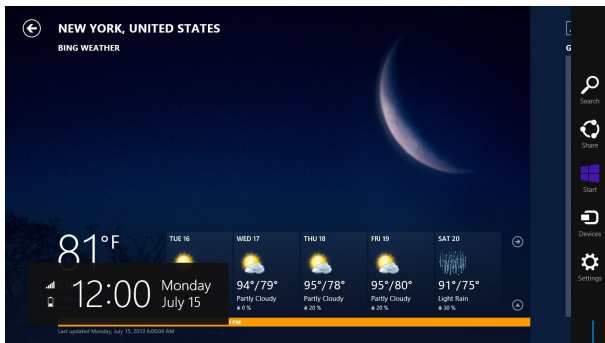 NEW YORK, UNITED STATES
BING WEATHER
G
Search
Share
Start
Devices
Settings
81°F
TUE 16
WED 17
94°/79°
Partly Cloudy
0 %
THU 18
95°/78°
Partly Cloudy
20 %
FRI 19
95°/80°
Partly Cloudy
20 %
SAT 20
91°/75°
Light Rain
30 %
12:00
Monday
July 15
PM
Last updated Monday, July 15, 2013 6:06:04 AM